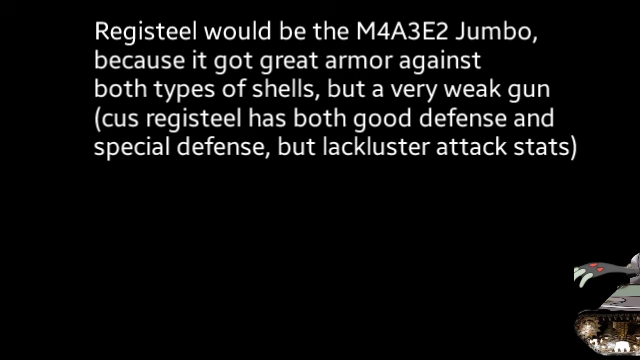 Registeel would be the M4A3E2 Jumbo,
because it got great armor against
both types of shells, but a very weak gun
(cus registeel has both good defense and
special defense, but lackluster attack stats)